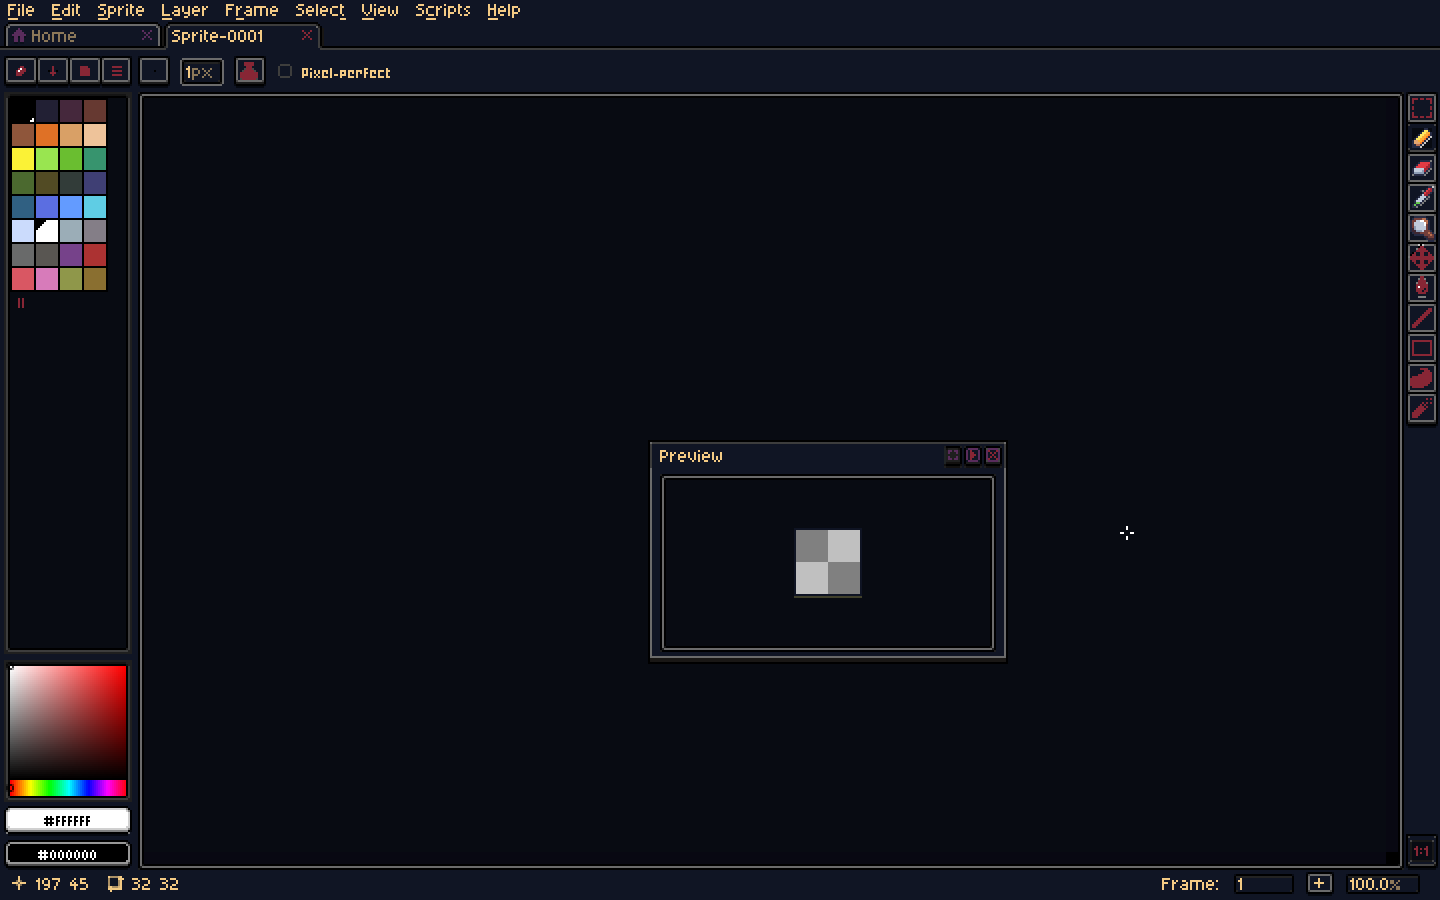 File Edit Sprite Layer Frame Select View Scripts Help
Home Sprite-0001
1px Pixel-perfect
Preview
#FFFFFF
#000000
1:1
197 45 32 32 Frame: 1 + 100.0%